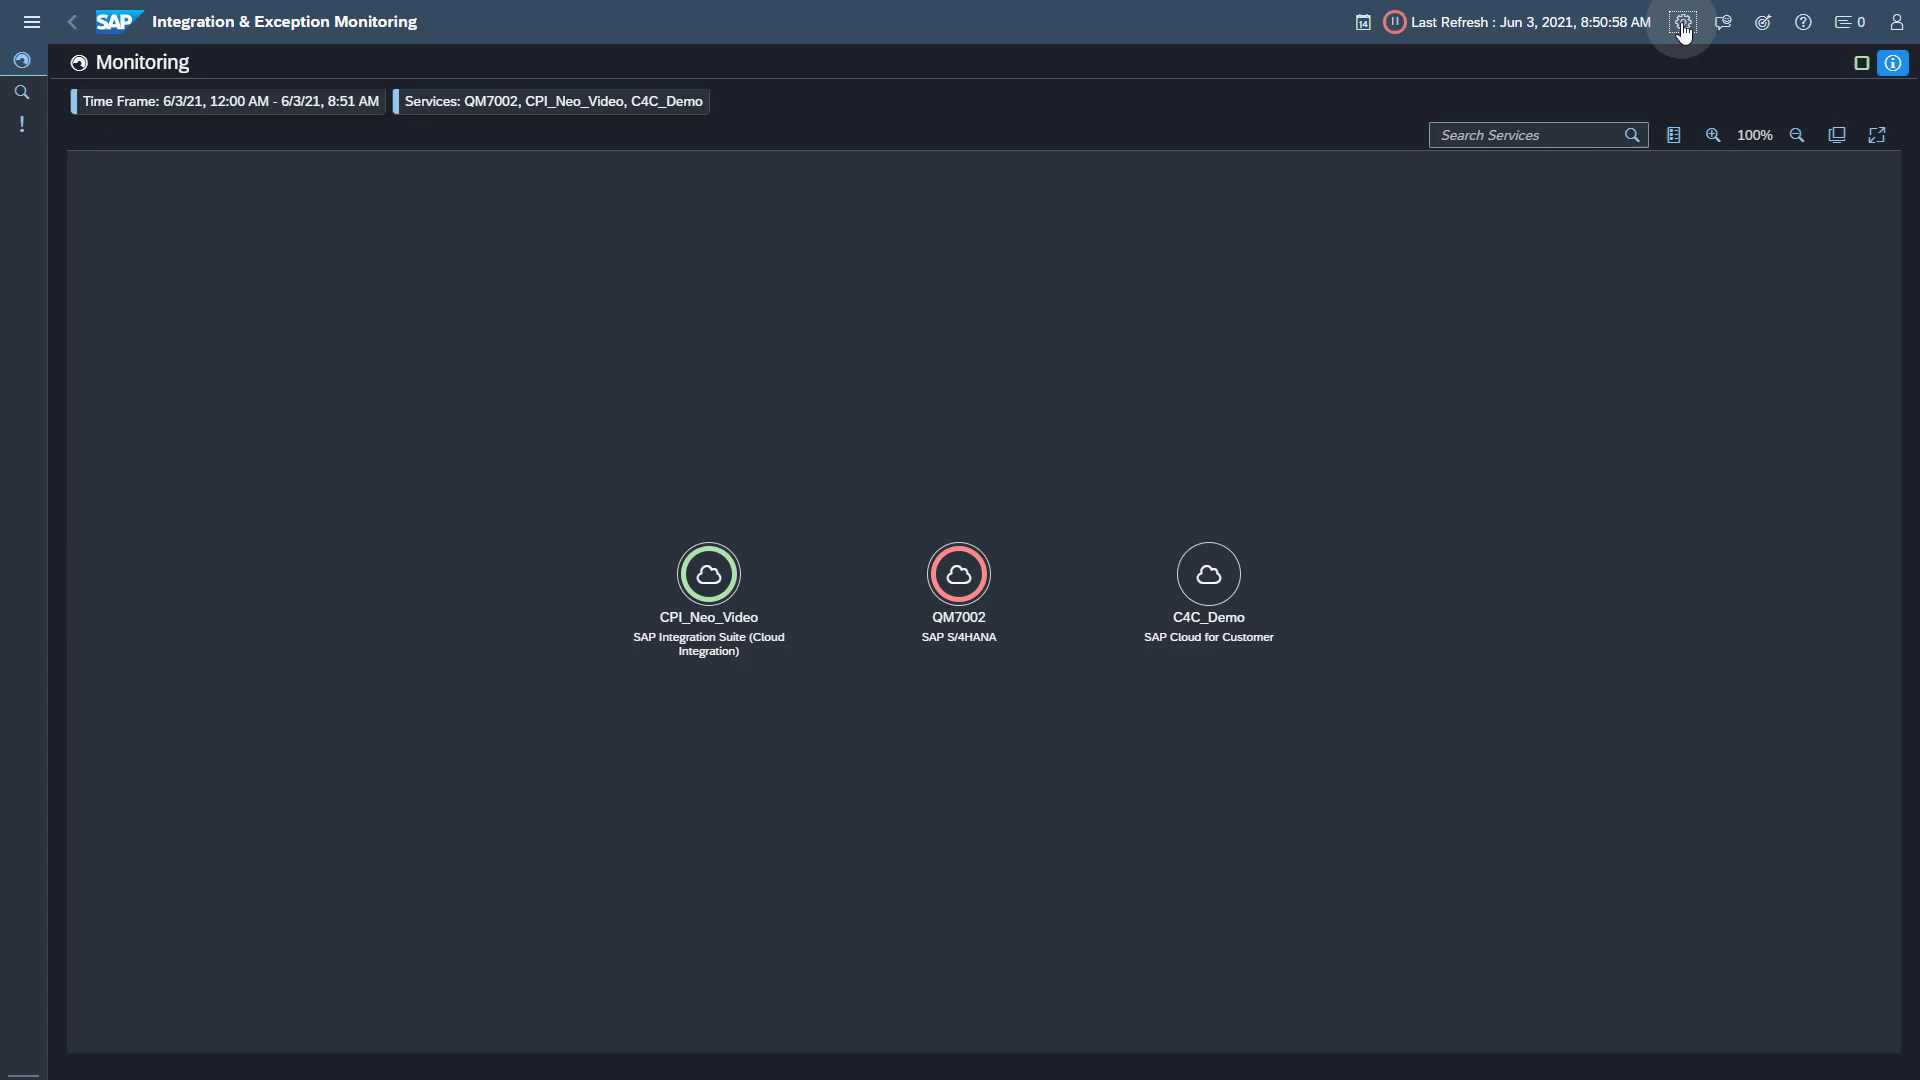 SAP Integration & Exception Monitoring
14 Last Refresh : Jun 3, 2021, 8:50:58 AM 0
Monitoring
Time Frame: 6/3/21, 12:00 AM - 6/3/21, 8:51 AM Services: QM7002, CPI_Neo_Video, C4C_Demo
Search Services 100%
CPI_Neo_Video
SAP Integration Suite (Cloud
Integration)
QM7002
SAP S/4HANA
C4C_Demo
SAP Cloud for Customer